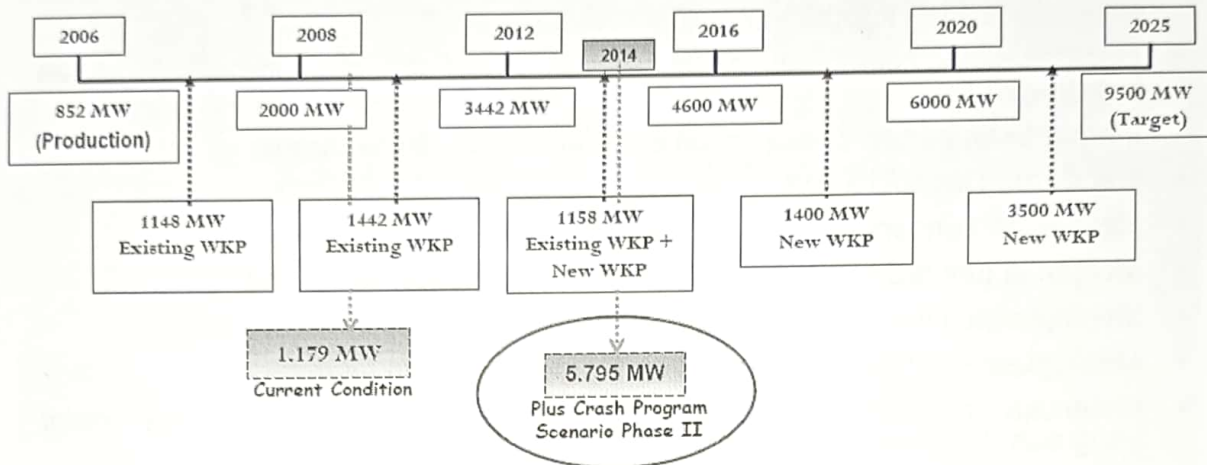 2006
2008
2012
2014
2016
2020
2025
852 MW
(Production)
2000 MW
3442 MW
4600 MW
6000 MW
9500 MW
(Target)
1148 MW
Existing WKP
1442 MW
Existing WKP
1158 MW
Existing WKP +
New WKP
1400 MW
New WKP
3500 MW
New WKP
1.179 MW
Current Condition
5.795 MW
Plus Crash Program
Scenario Phase II